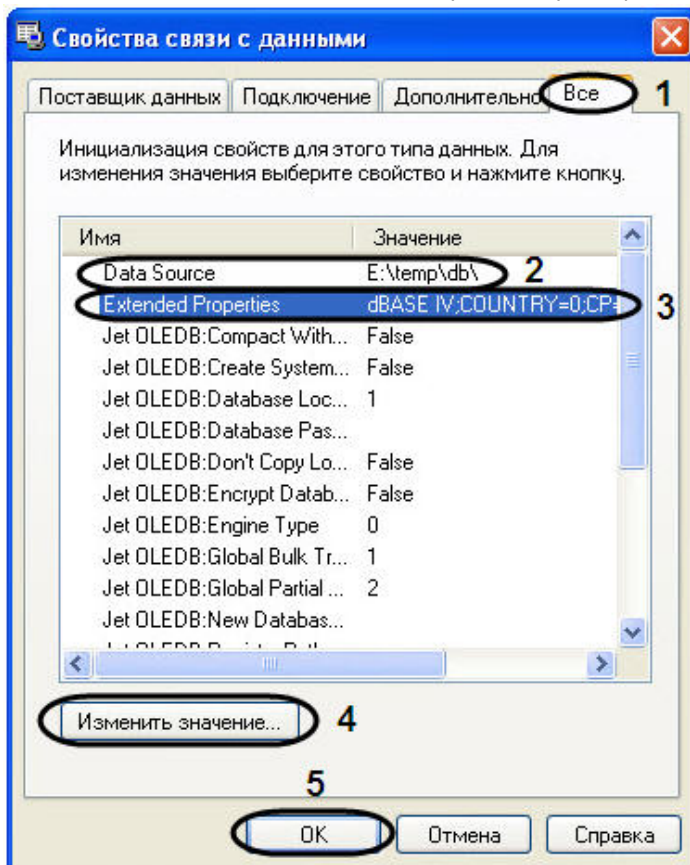 Свойства связи с данными
Поставщик данных Подключение Дополнительно Все 1
Инициализация свойств для этого типа данных. Для
изменения значения выберите свойство и нажмите кнопку.
Имя Значение
Data Source E:\temp\db\ 2
Extended Properties dBASE IV;COUNTRY=0;CP= 3
Jet OLEDB:Compact With... False
Jet OLEDB:Create System... False
Jet OLEDB:Database Loc... 1
Jet OLEDB:Database Pas...
Jet OLEDB:Don't Copy Lo... False
Jet OLEDB:Encrypt Datab... False
Jet OLEDB:Engine Type 0
Jet OLEDB:Global Bulk Tr... 1
Jet OLEDB:Global Partial ... 2
Jet OLEDB:New Databas...
Jet OLEDB:
Изменить значение... 4
5
OK Отмена Справка